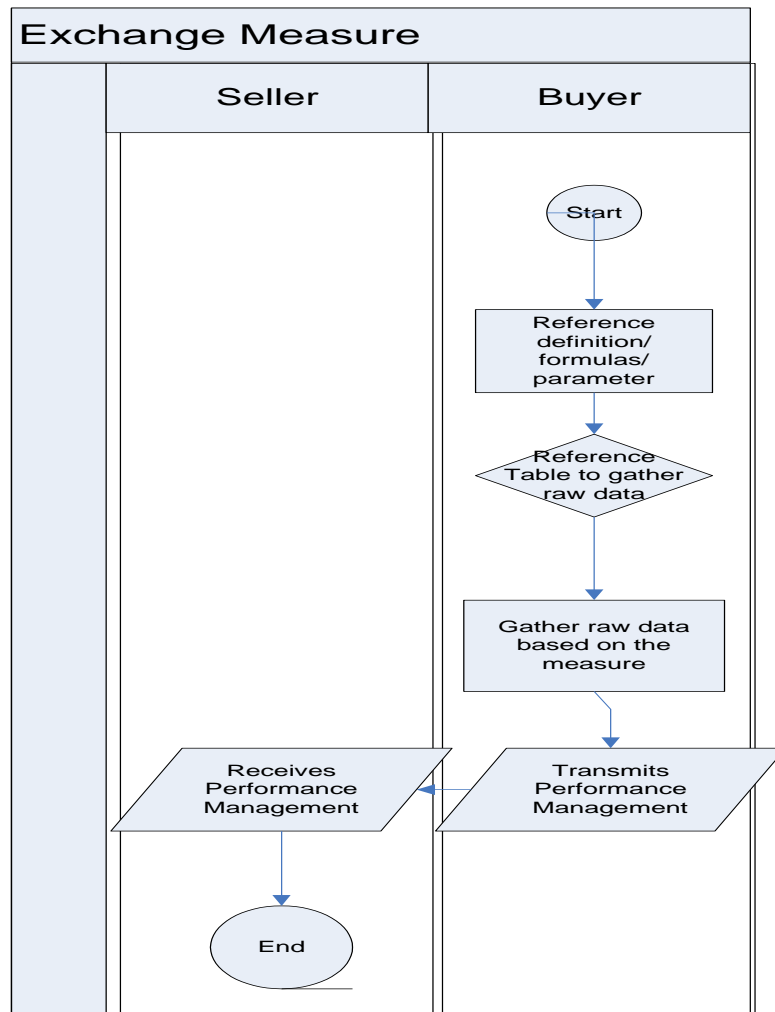 Exchange Measure
Seller
Buyer
Start
Reference
definition/
formulas/
parameter
Reference
Table to gather
raw data
Gather raw data
based on the
measure
Receives
Performance
Management
Transmits
Performance
Management
End